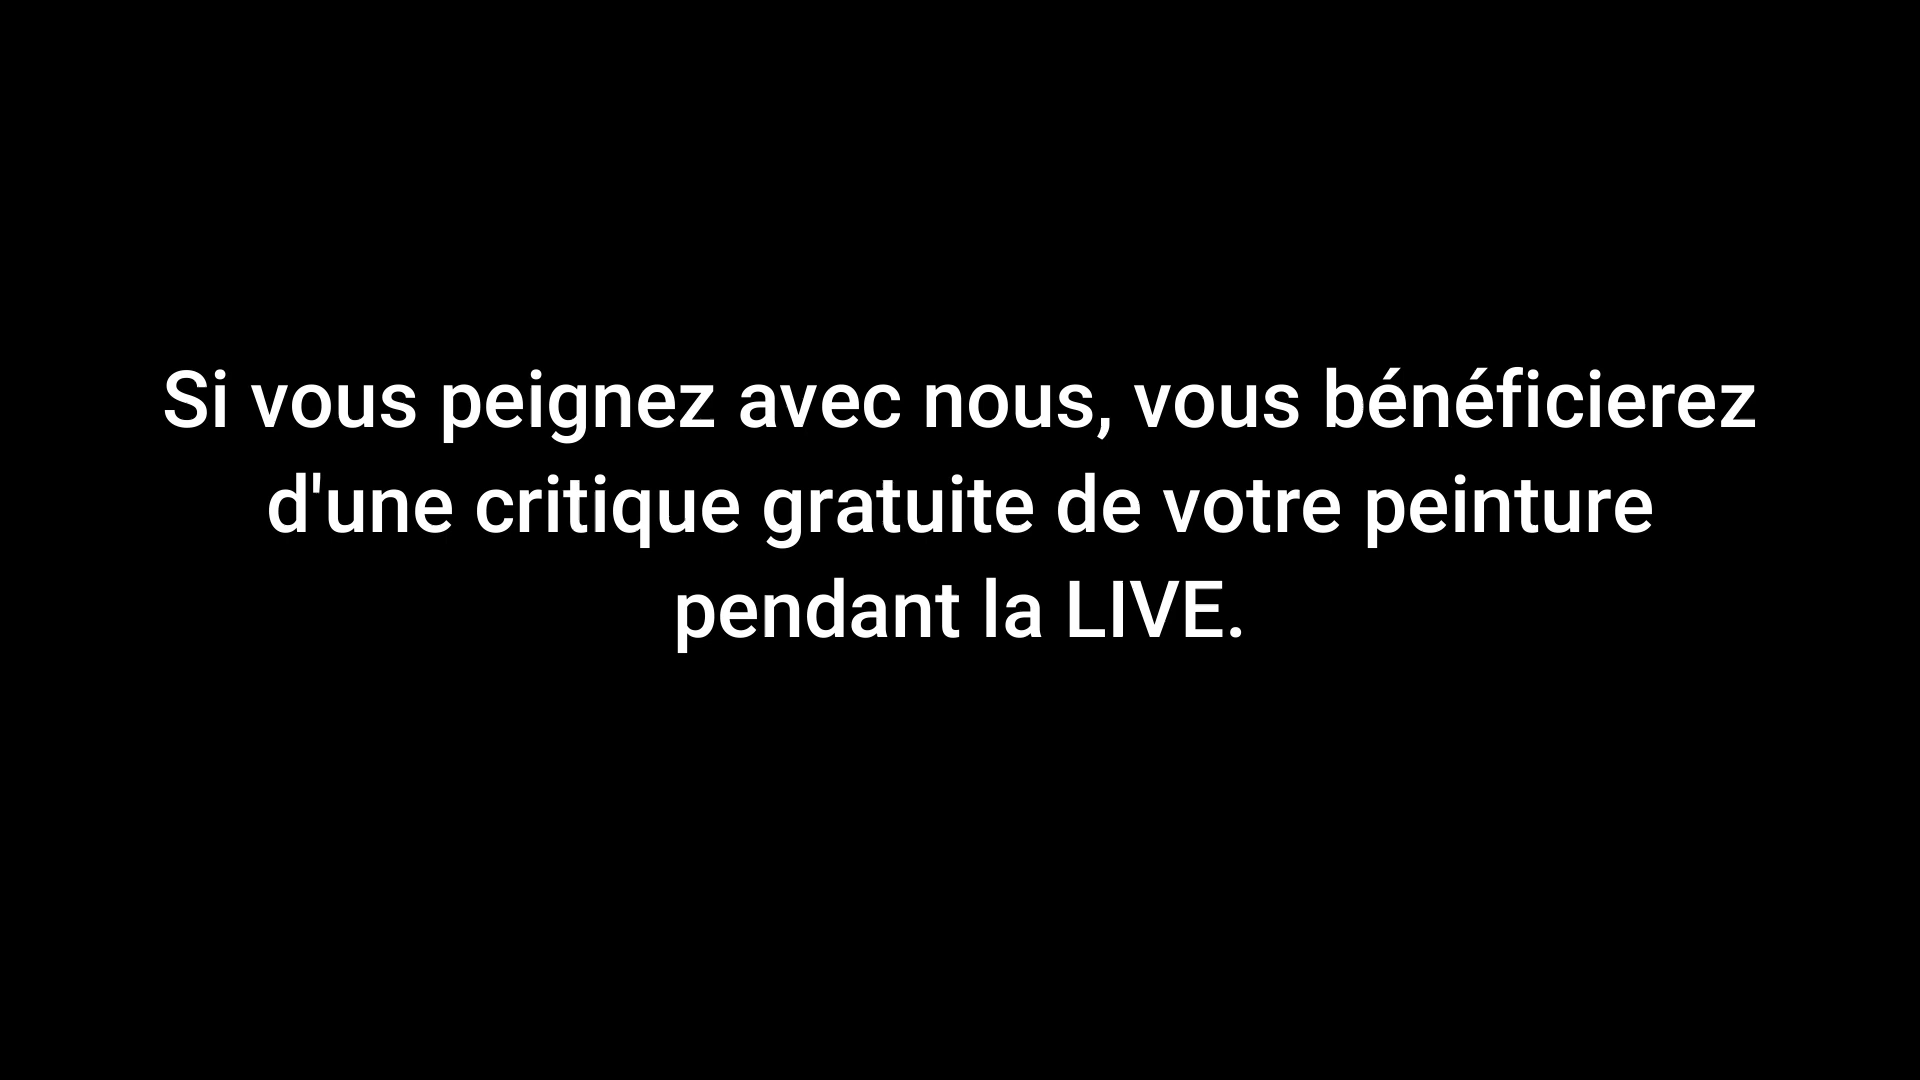 Si vous peignez avec nous, vous bénéficierez
d'une critique gratuite de votre peinture
pendant la LIVE.